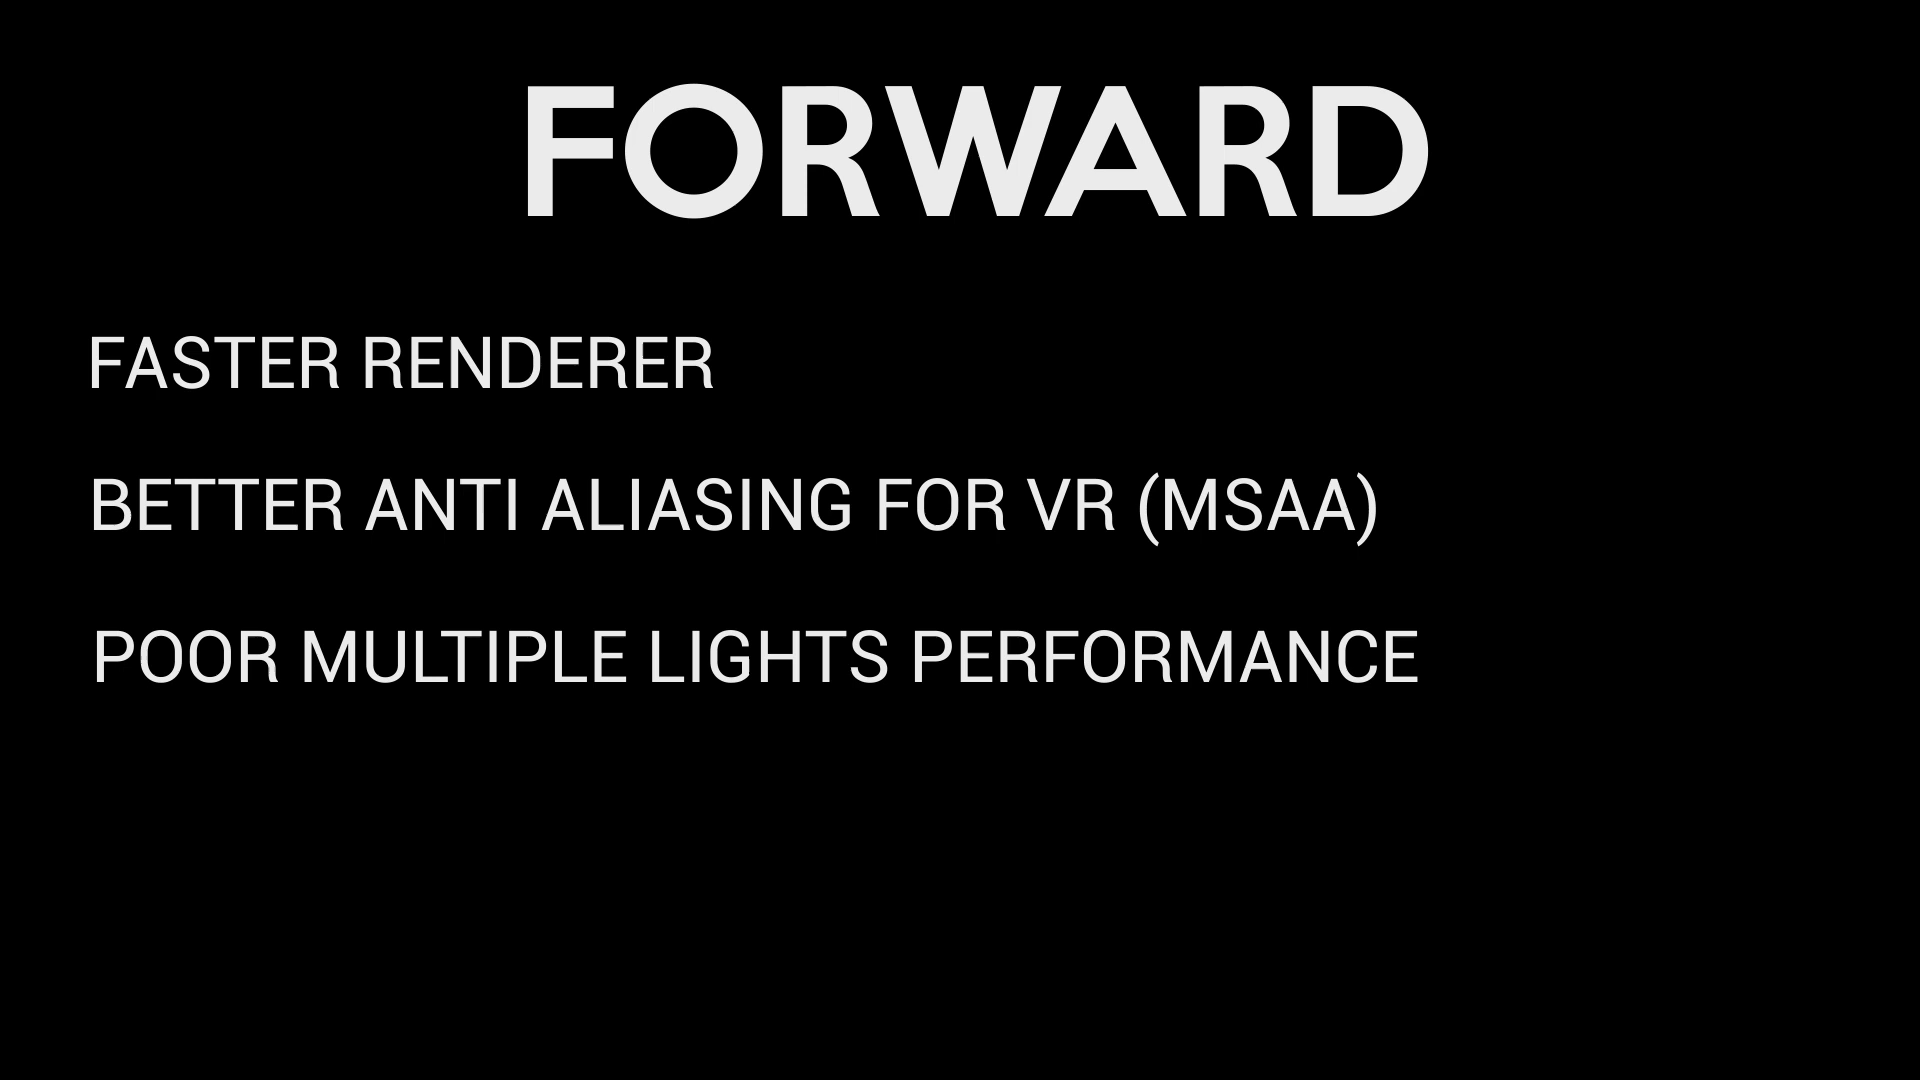 FORWARD
FASTER RENDERER
BETTER ANTI ALIASING FOR VR (MSAA)
POOR MULTIPLE LIGHTS PERFORMANCE